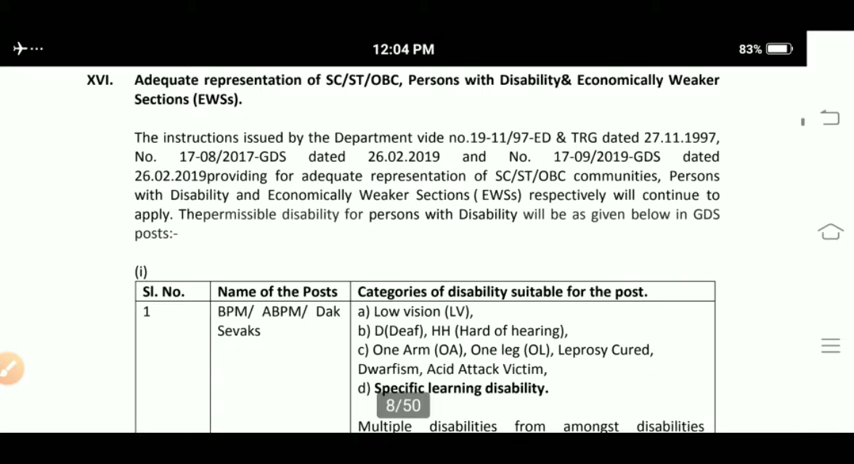 12:04 PM
83%
XVI. Adequate representation of SC/ST/OBC, Persons with Disability& Economically Weaker
Sections (EWSs).
The instructions issued by the Department vide no.19-11/97-ED & TRG dated 27.11.1997,
No. 17-08/2017-GDS dated 26.02.2019 and No. 17-09/2019-GDS dated
26.02.2019providing for adequate representation of SC/ST/OBC communities, Persons
with Disability and Economically Weaker Sections ( EWSs) respectively will continue to
apply. Thepermissible disability for persons with Disability will be as given below in GDS
posts:-
(i)
Sl. No. Name of the Posts Categories of disability suitable for the post.
1 BPM/ ABPM/ Dak a) Low vision (LV),
Sevaks b) D(Deaf), HH (Hard of hearing),
c) One Arm (OA), One leg (OL), Leprosy Cured,
Dwarfism, Acid Attack Victim,
d) Specific learning disability.
8/50
Multiple disabilities from amongst disabilities